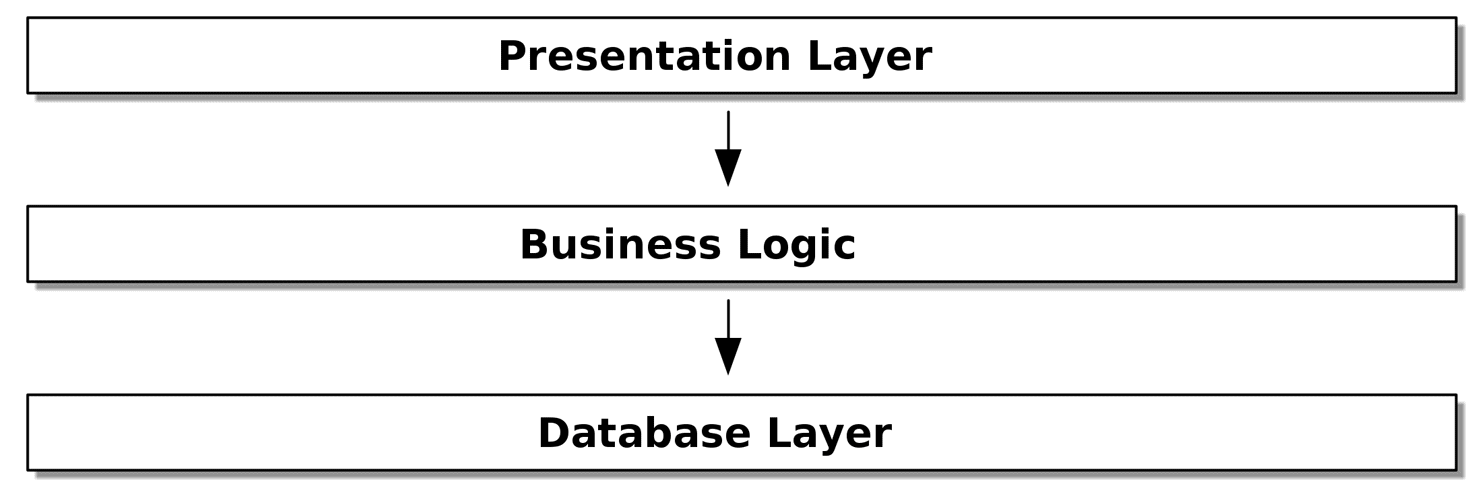 Presentation Layer
Business Logic
Database Layer